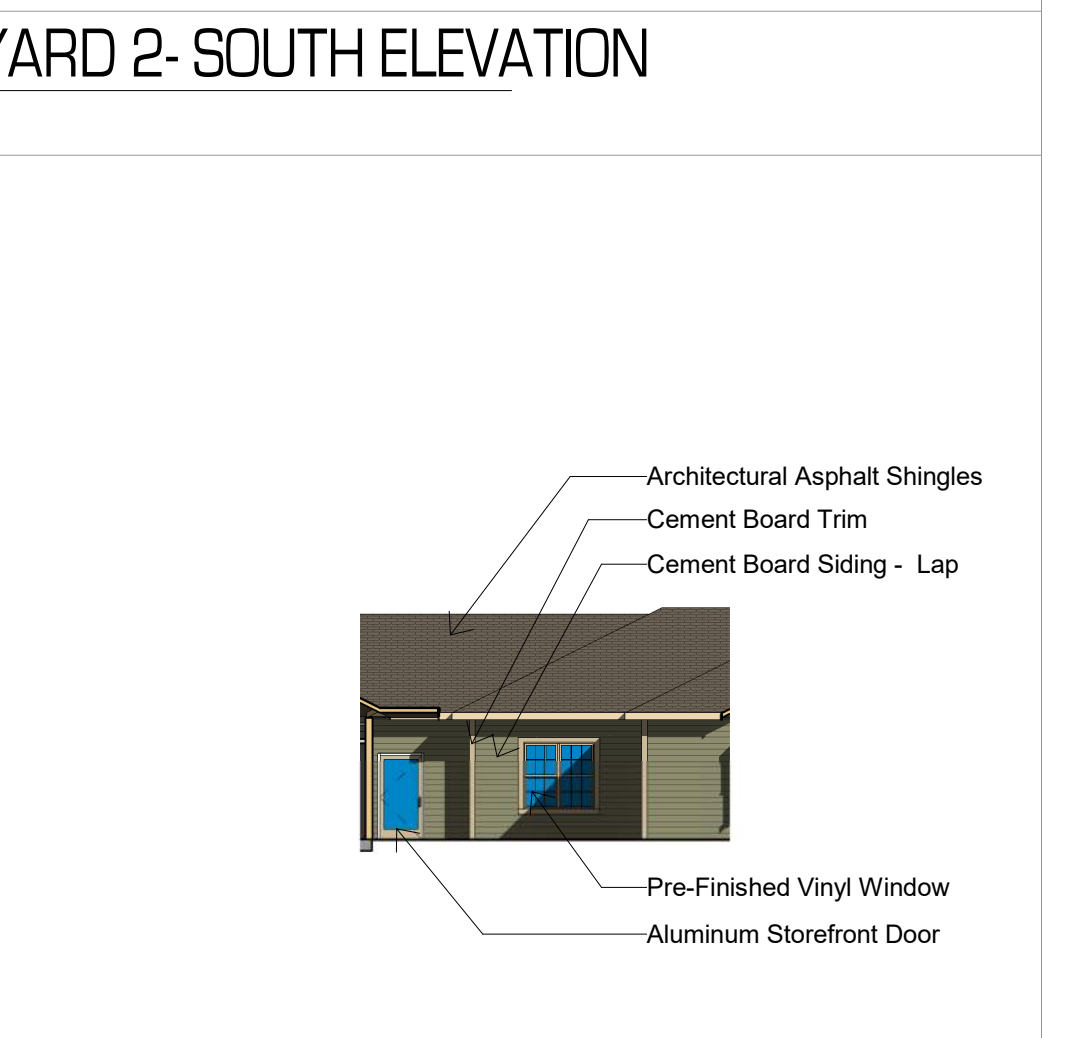 YARD 2- SOUTH ELEVATION
Architectural Asphalt Shingles
Cement Board Trim
Cement Board Siding -  Lap
Pre-Finished Vinyl Window
Aluminum Storefront Door